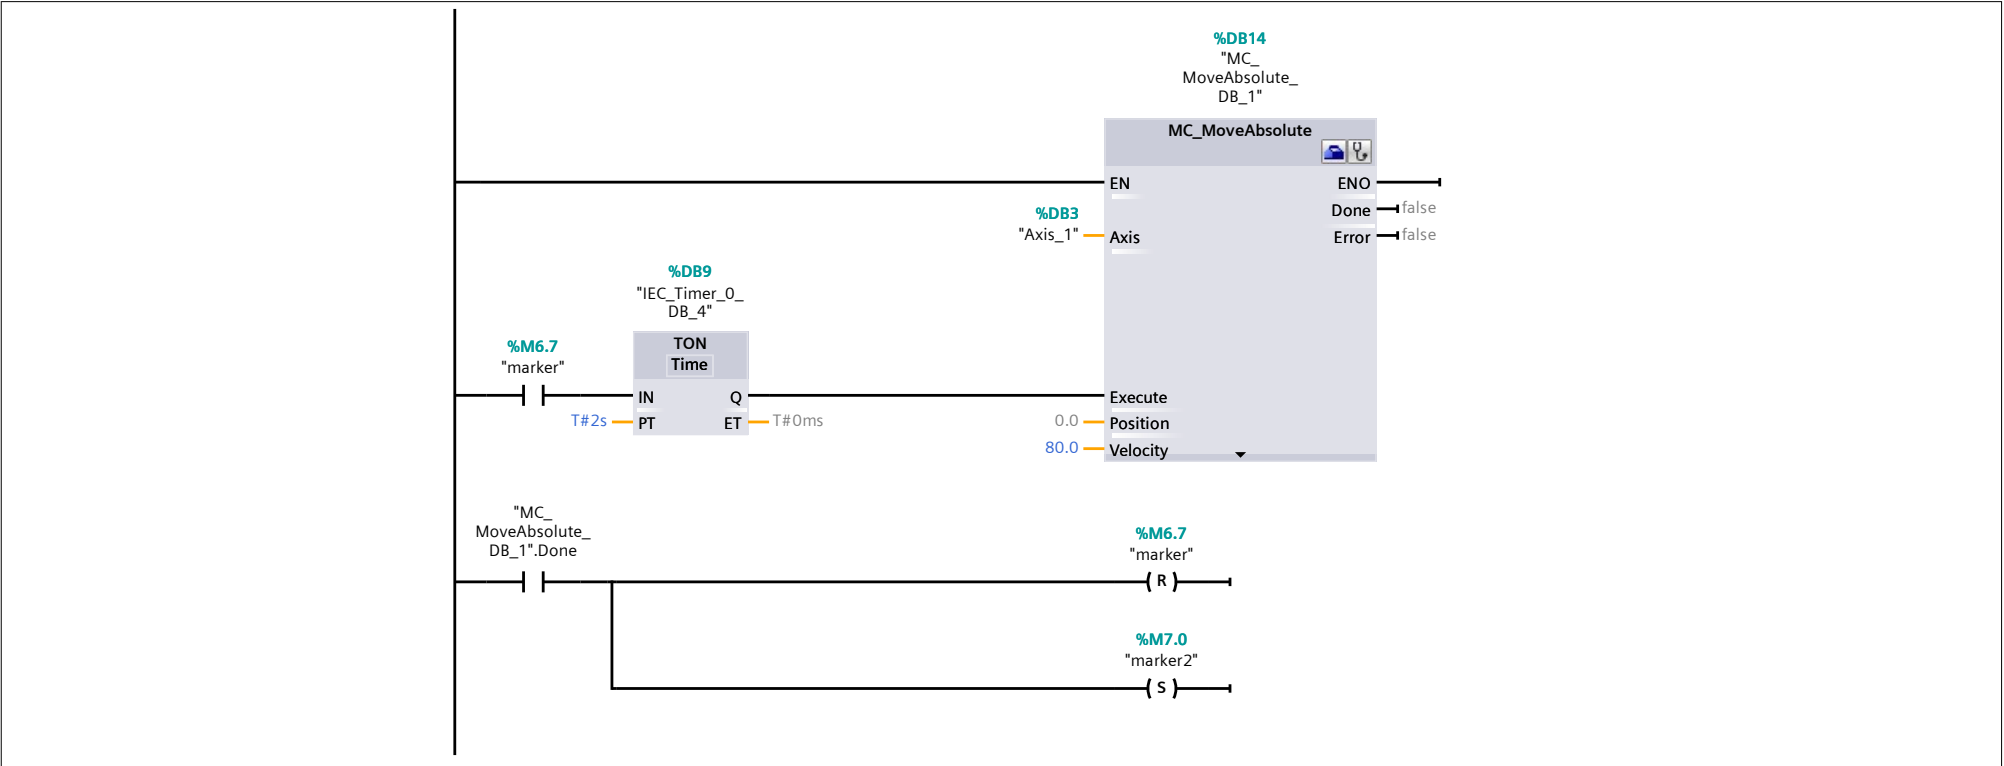 %DB14
"MC_
MoveAbsolute_
DB_1"
MC_MoveAbsolute
EN
ENO
Done
false
%DB3
"Axis_1"
Axis
Error
false
%DB9
"IEC_Timer_0_
DB_4"
TON
Time
%M6.7
"marker"
IN
Q
Execute
T#2s
PT
ET
T#0ms
0.0
Position
80.0
Velocity
"MC_
MoveAbsolute_
DB_1".Done
%M6.7
"marker"
R
%M7.0
"marker2"
S